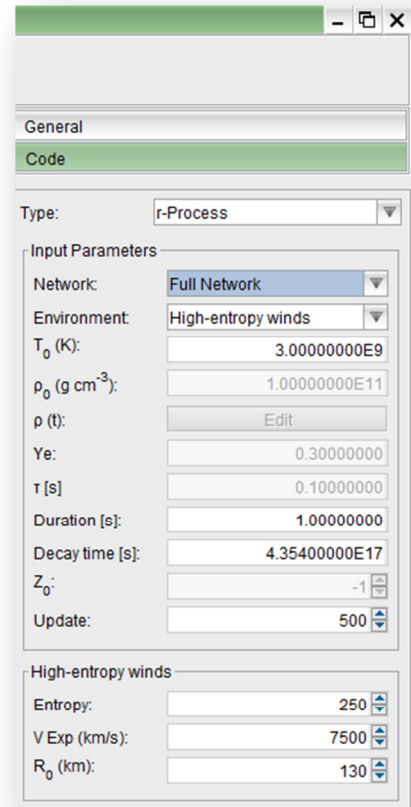 General
Code
Type: r-Process
Input Parameters
Network: Full Network
Environment: High-entropy winds
T₀ (K): 3.00000000E9
ρ₀ (g cm⁻³): 1.00000000E11
ρ (t): Edit
Ye: 0.30000000
τ [s] 0.10000000
Duration [s]: 1.00000000
Decay time [s]: 4.35400000E17
Z₀: -1
Update: 500
High-entropy winds
Entropy: 250
V Exp (km/s): 7500
R₀ (km): 130